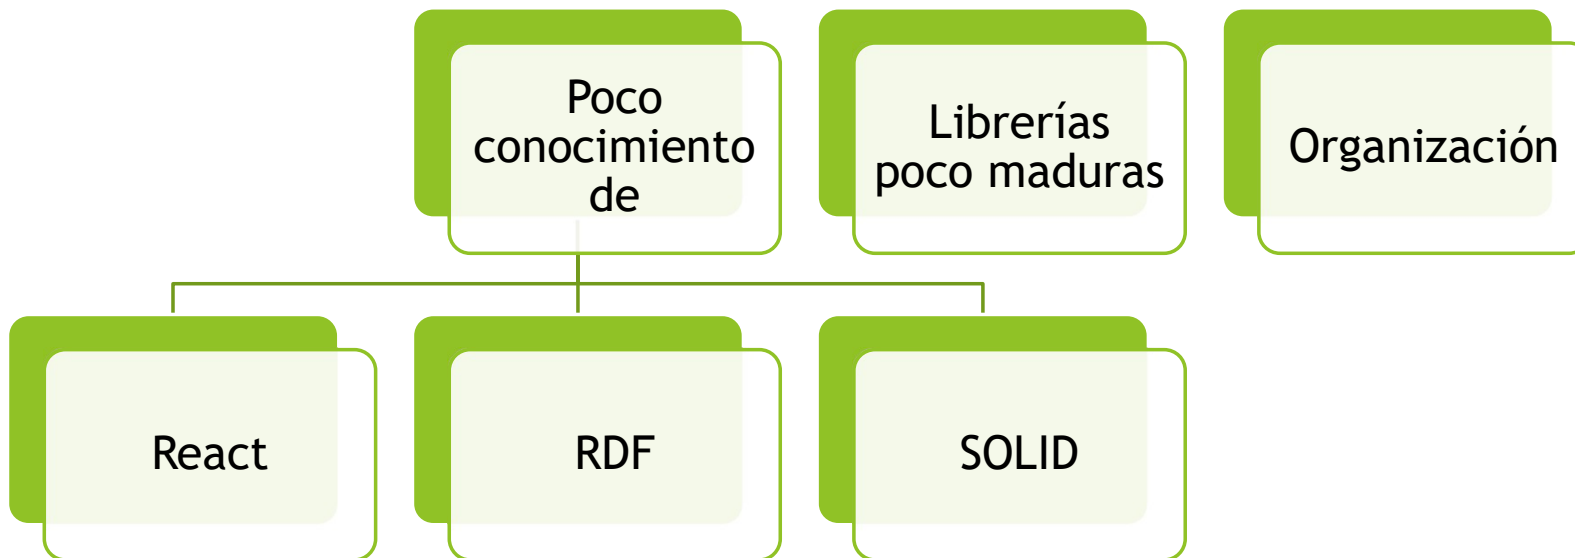 Poco
conocimiento
de
Librerías
poco maduras
Organización
React
RDF
SOLID